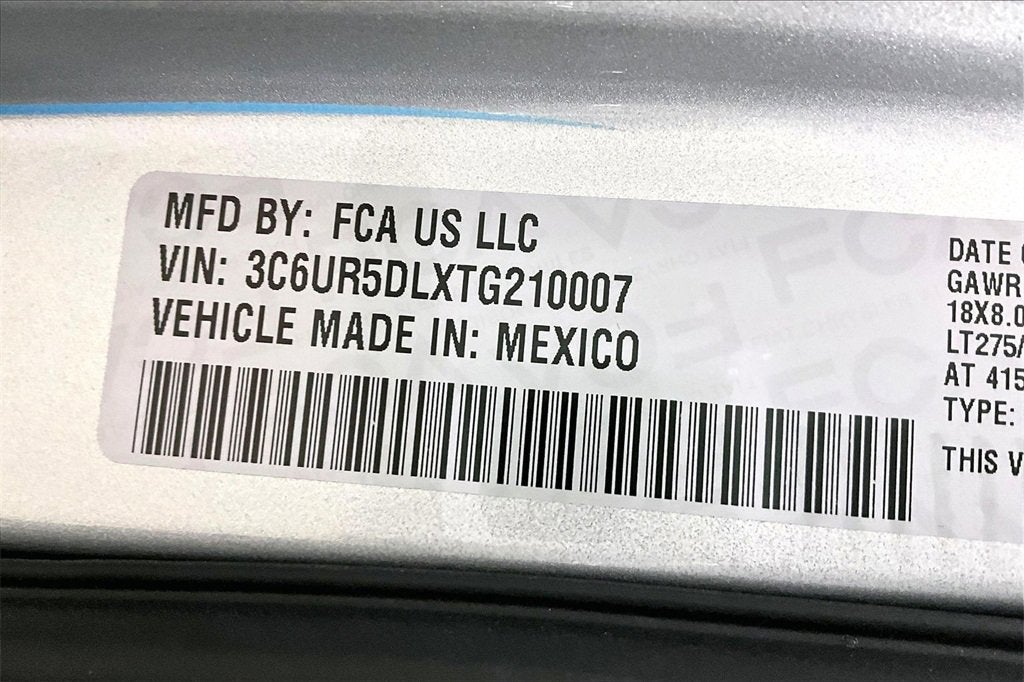 MFD BY: FCA US LLC
VIN: 3C6UR5DLXTG210007
VEHICLE MADE IN: MEXICO
DATE
GAWR
18X8.0
LT275/
AT 415
TYPE:
THIS V